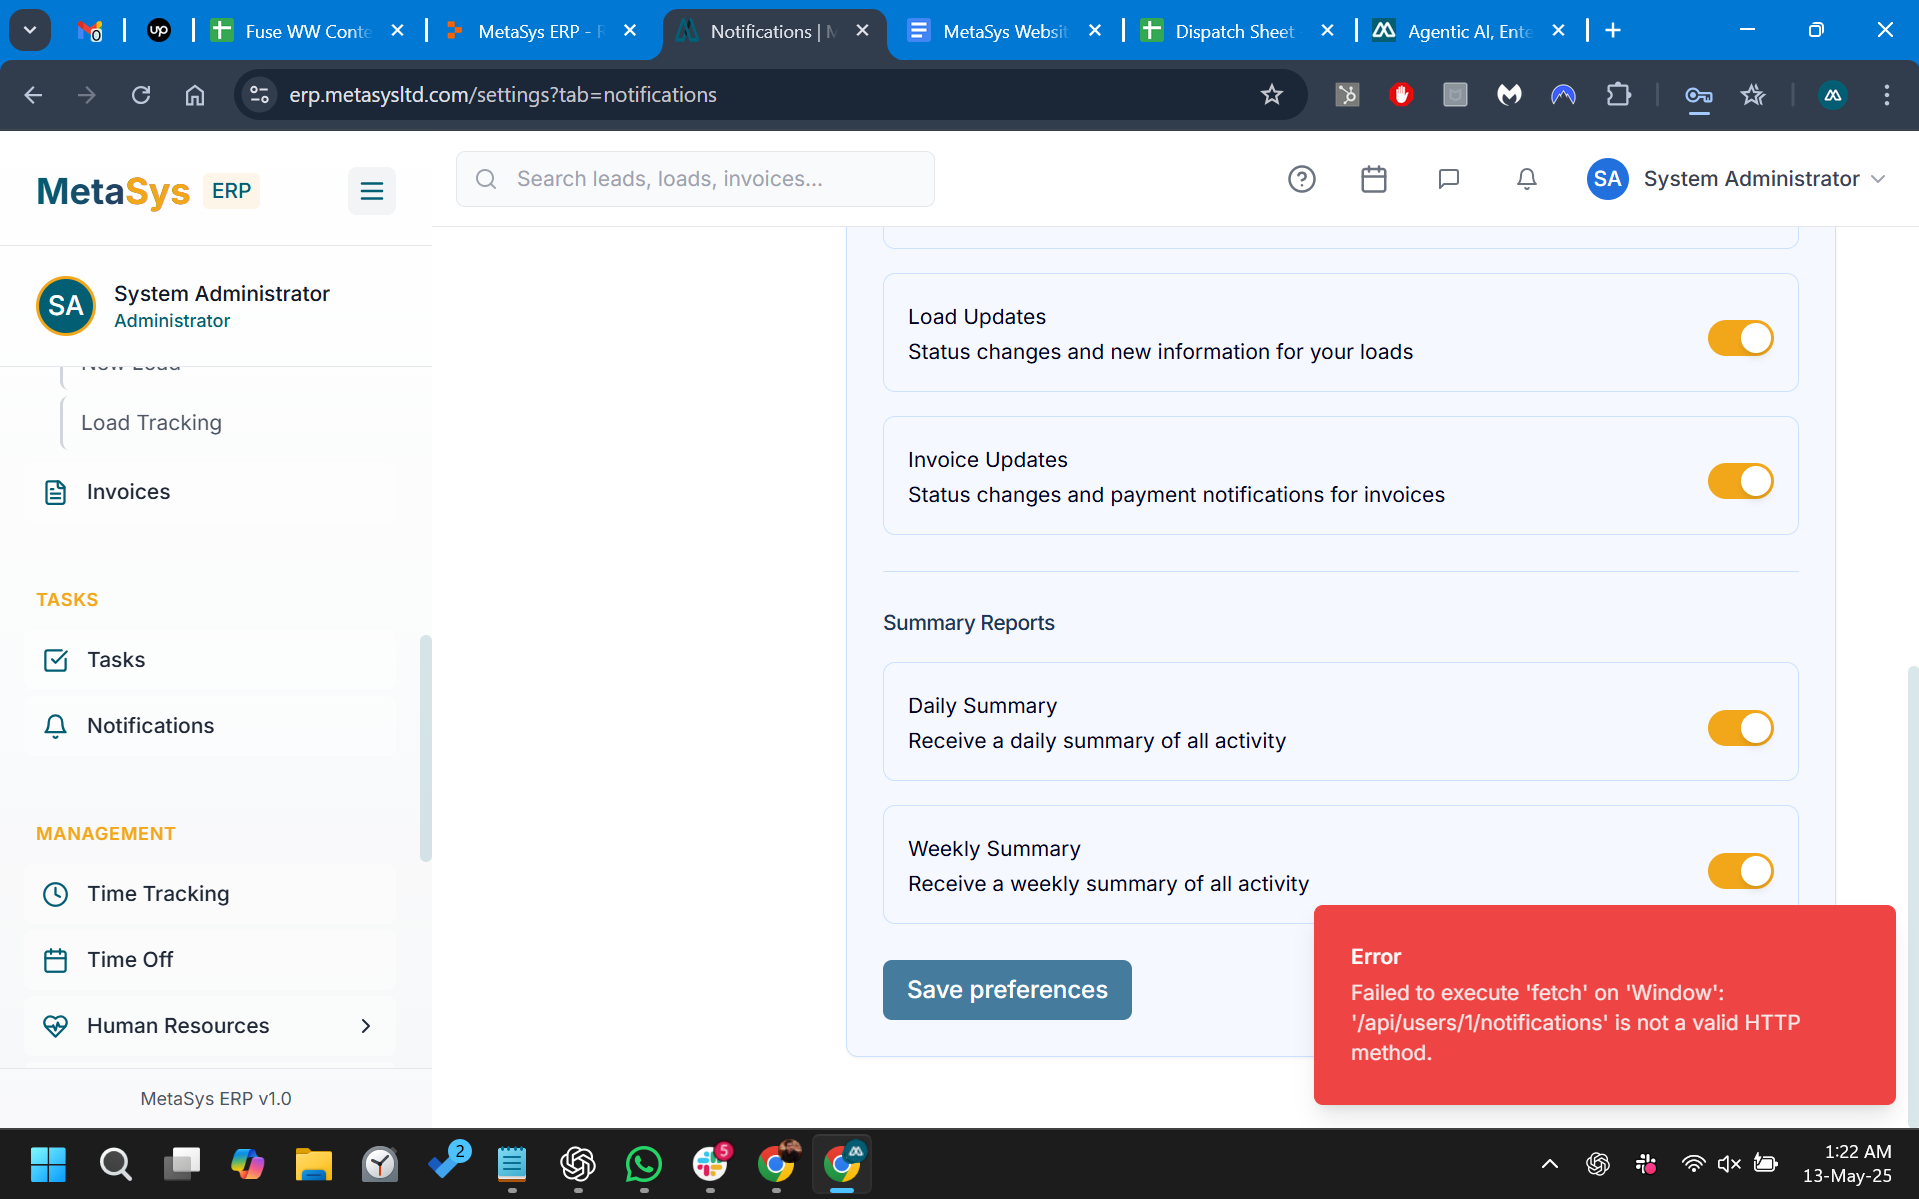 up
Fuse WW Conte
MetaSys ERP - R
Notifications | M
MetaSys Websit
Dispatch Sheet
Agentic AI, Ente
erp.metasysltd.com/settings?tab=notifications
MetaSys ERP
Search leads, loads, invoices...
SA System Administrator
SA
System Administrator
Administrator
New Load
Load Tracking
Invoices
TASKS
Tasks
Notifications
MANAGEMENT
Time Tracking
Time Off
Human Resources
MetaSys ERP v1.0
Load Updates
Status changes and new information for your loads
Invoice Updates
Status changes and payment notifications for invoices
Summary Reports
Daily Summary
Receive a daily summary of all activity
Weekly Summary
Receive a weekly summary of all activity
Save preferences
Error
Failed to execute 'fetch' on 'Window':
'/api/users/1/notifications' is not a valid HTTP
method.
2
5
1:22 AM
13-May-25